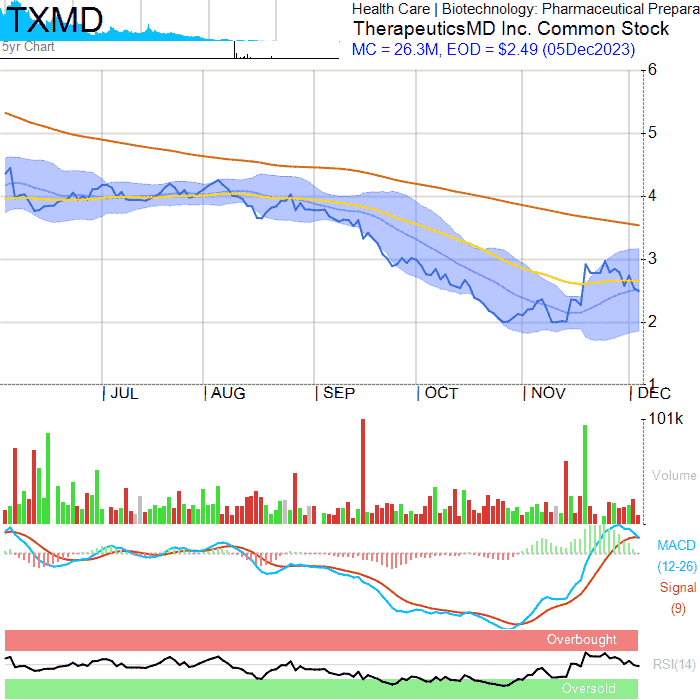 TXMD
Health Care | Biotechnology: Pharmaceutical Prepara
TherapeuticsMD Inc. Common Stock
MC = 26.3M, EOD = $2.49 (05Dec2023)
5yr Chart
6
5
4
3
2
1
JUL AUG SEP OCT NOV DEC
101k
Volume
MACD
(12-26)
Signal
(9)
Overbought
RSI(14)
Oversold